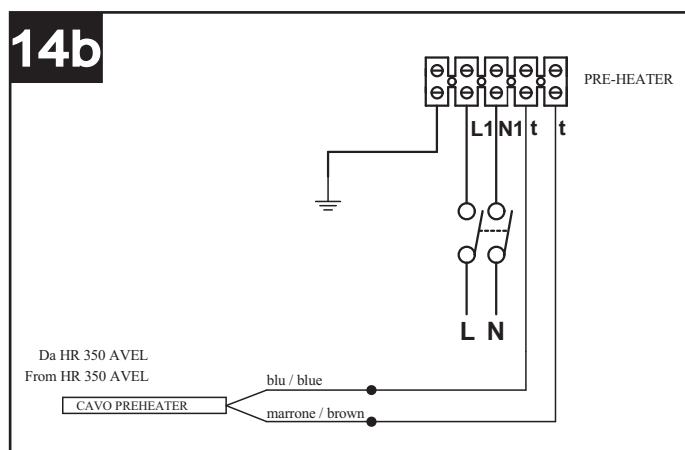 14b
PRE-HEATER
L1 N1 t t
L N
Da HR 350 AVEL
From HR 350 AVEL
blu / blue
CAVO PREHEATER
marrone / brown